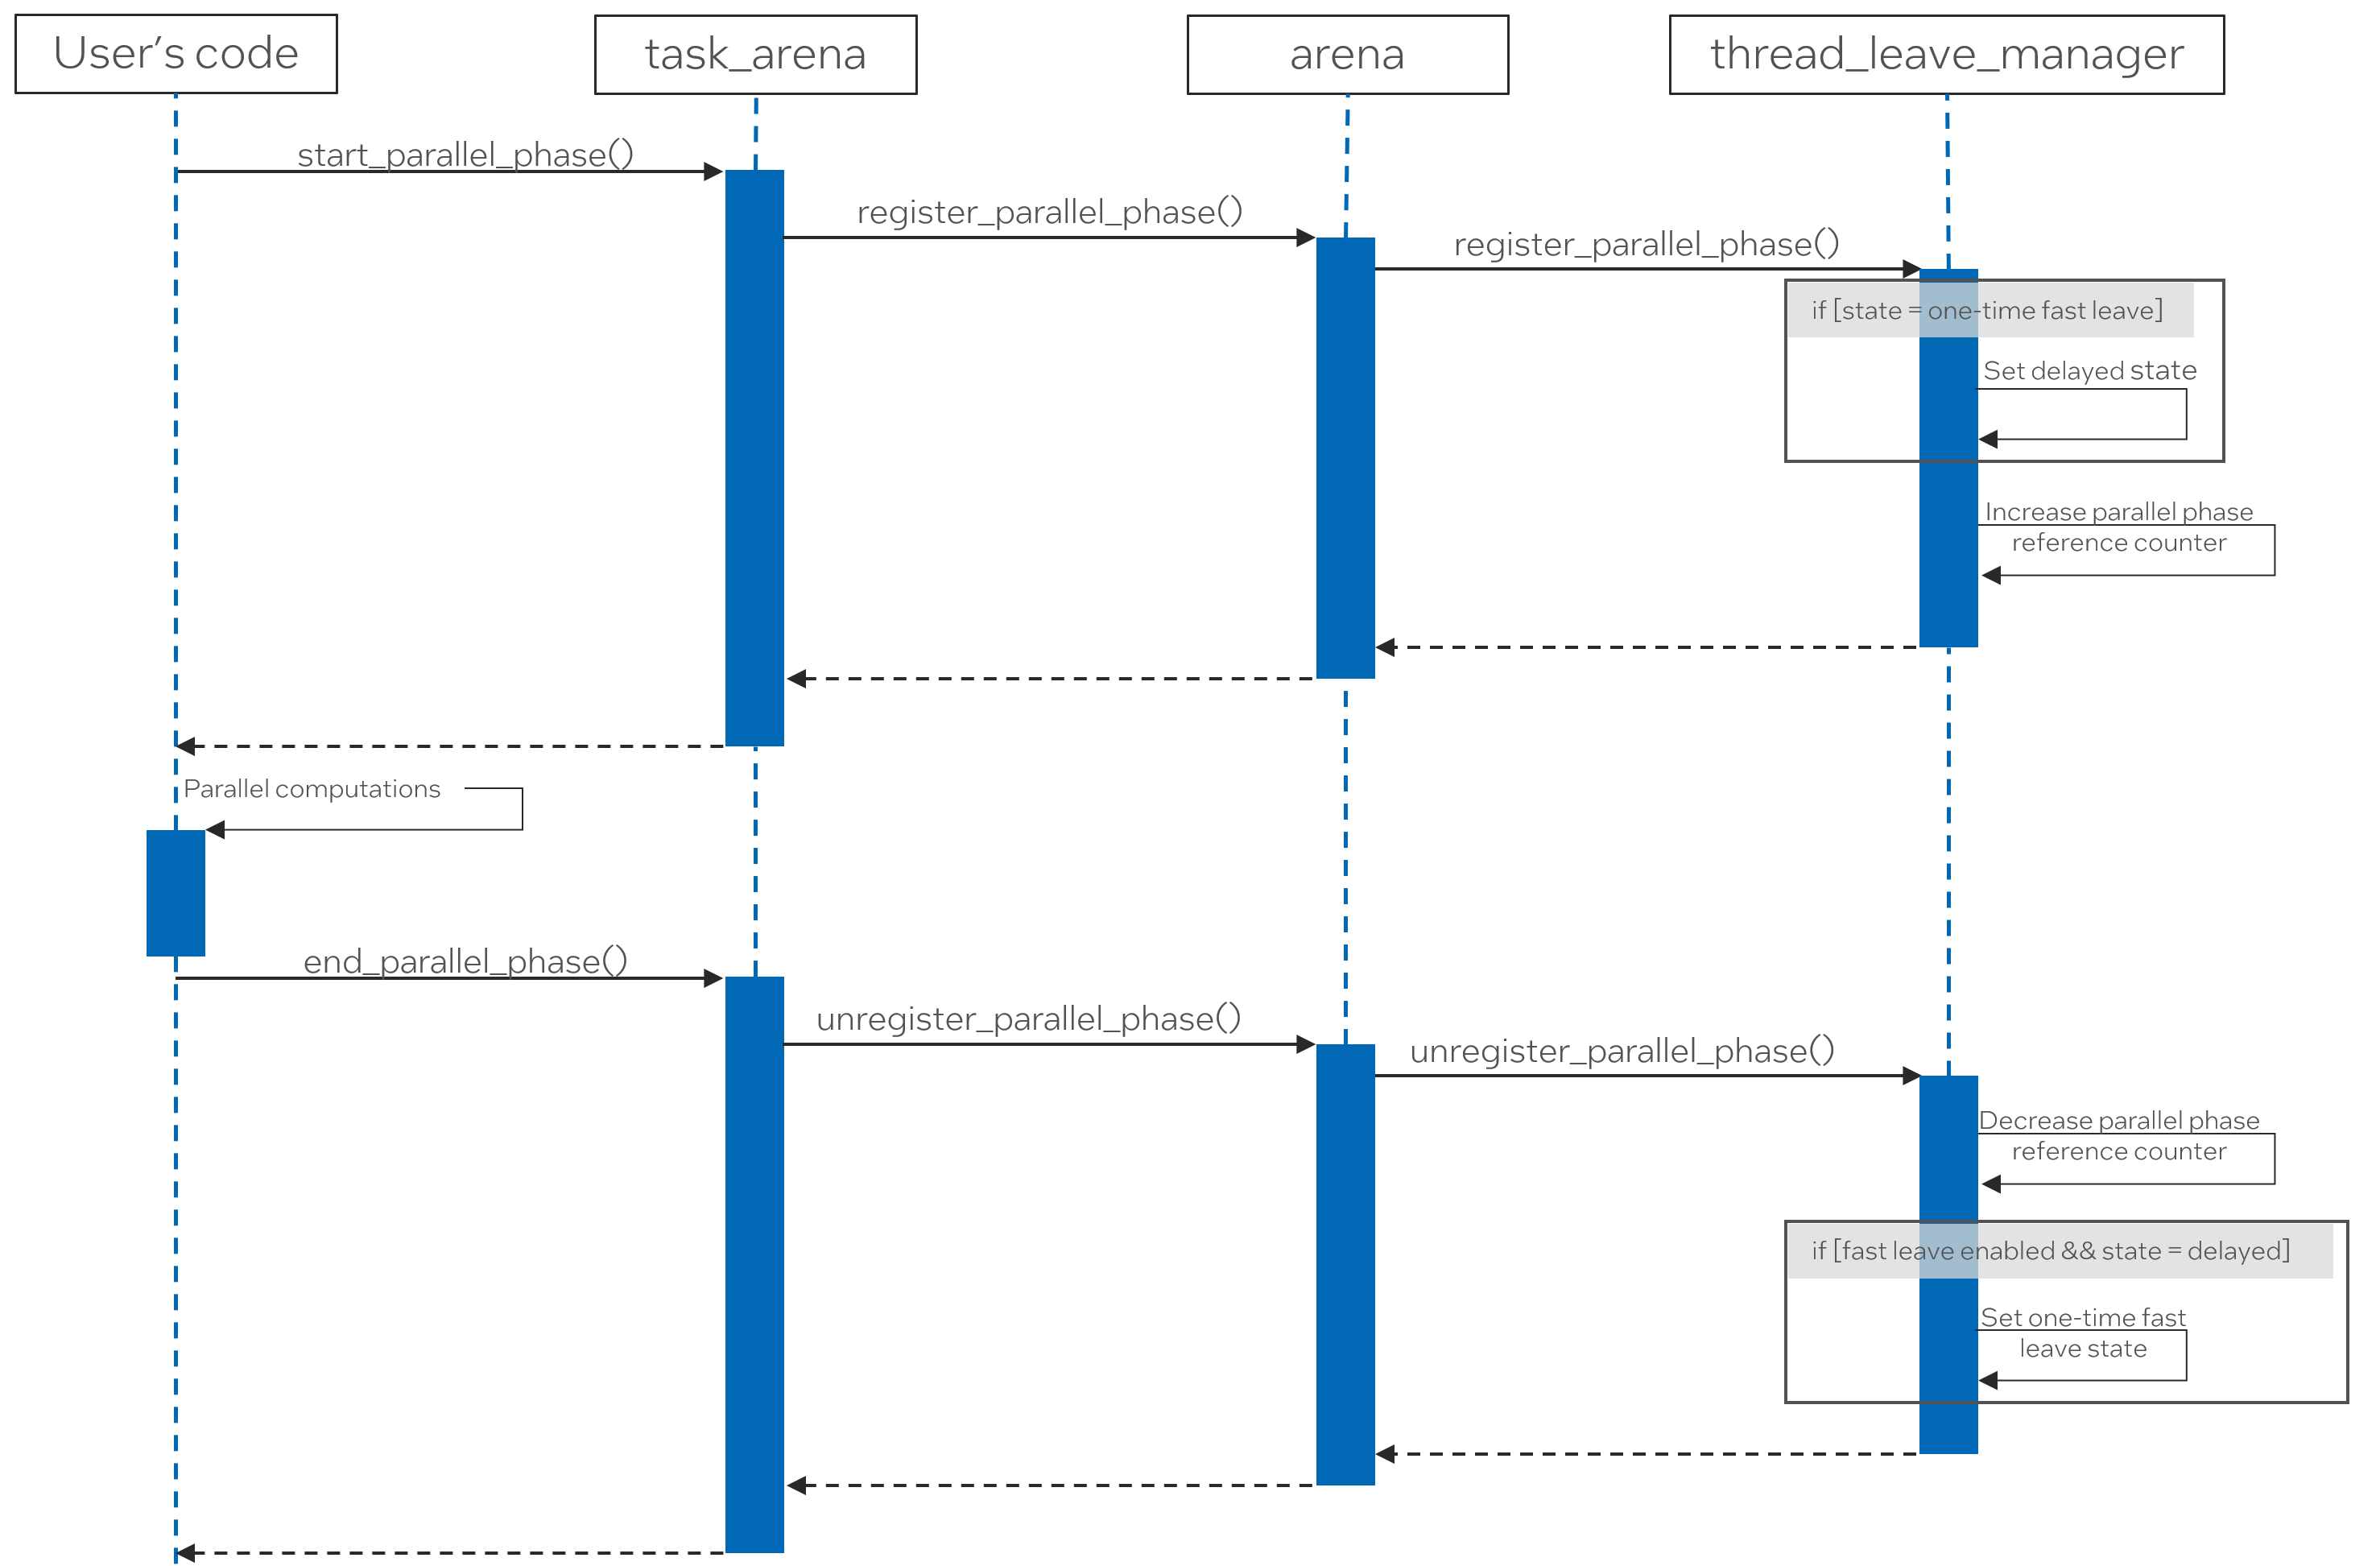 User’s code
task_arena
arena
thread_leave_manager
start_parallel_phase()
register_parallel_phase()
register_parallel_phase()
if [state = one-time fast leave]
Set delayed state
Increase parallel phase
reference counter
Parallel computations
end_parallel_phase()
unregister_parallel_phase()
unregister_parallel_phase()
Decrease parallel phase
reference counter
if [fast leave enabled && state = delayed]
Set one-time fast
leave state